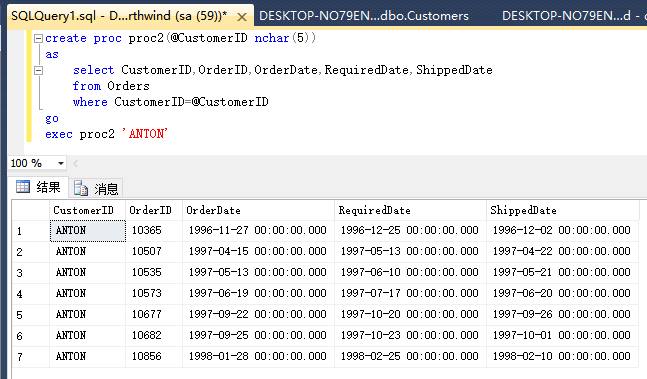 SQLQuery1.sql - D...rthwind (sa (59))* DESKTOP-NO79EN...dbo.Customers DESKTOP-NO79EN...d - c
create proc proc2(@CustomerID nchar(5))
as
select CustomerID,OrderID,OrderDate,RequiredDate,ShippedDate
from Orders
where CustomerID=@CustomerID
go
exec proc2 'ANTON'
100 %
结果 消息
CustomerID OrderID OrderDate RequiredDate ShippedDate
1 ANTON 10365 1996-11-27 00:00:00.000 1996-12-25 00:00:00.000 1996-12-02 00:00:00.000
2 ANTON 10507 1997-04-15 00:00:00.000 1997-05-13 00:00:00.000 1997-04-22 00:00:00.000
3 ANTON 10535 1997-05-13 00:00:00.000 1997-06-10 00:00:00.000 1997-05-21 00:00:00.000
4 ANTON 10573 1997-06-19 00:00:00.000 1997-07-17 00:00:00.000 1997-06-20 00:00:00.000
5 ANTON 10677 1997-09-22 00:00:00.000 1997-10-20 00:00:00.000 1997-09-26 00:00:00.000
6 ANTON 10682 1997-09-25 00:00:00.000 1997-10-23 00:00:00.000 1997-10-01 00:00:00.000
7 ANTON 10856 1998-01-28 00:00:00.000 1998-02-25 00:00:00.000 1998-02-10 00:00:00.000